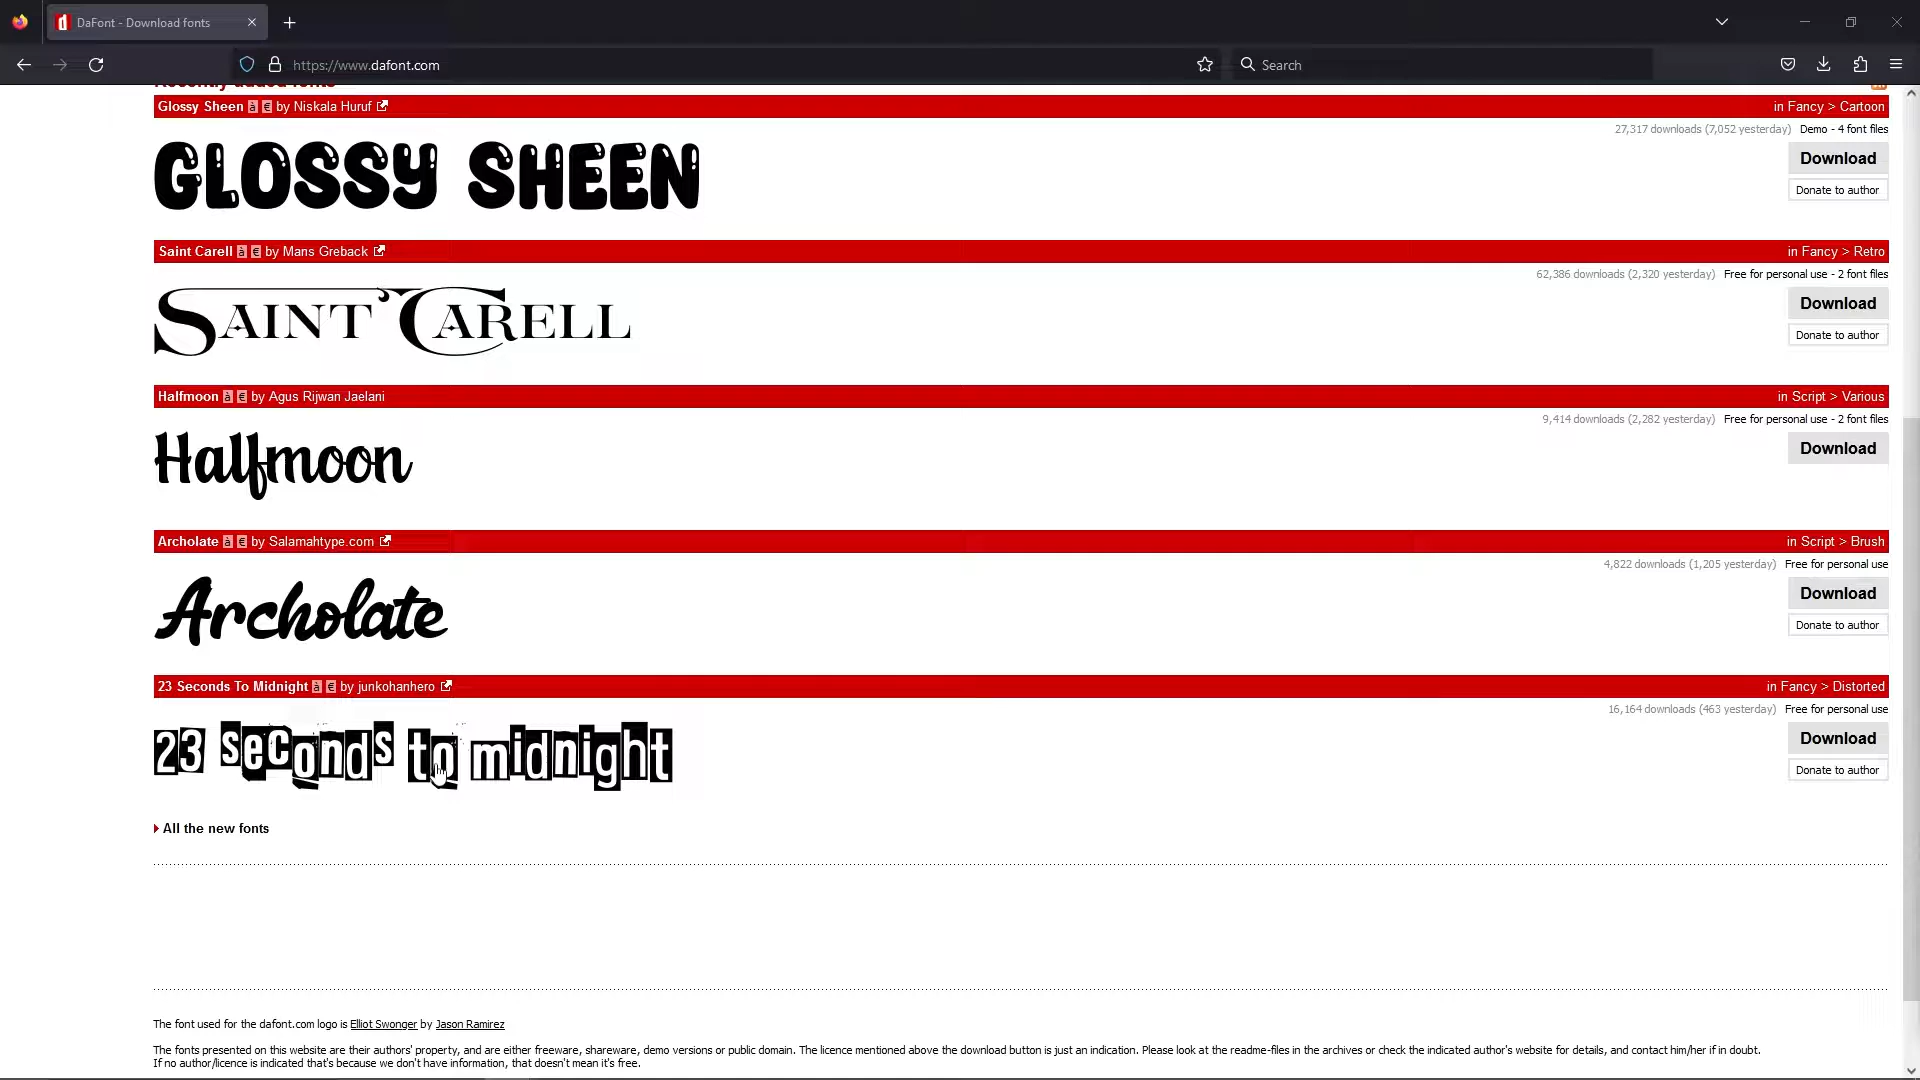 DaFont - Download fonts
https://www.dafont.com
Search
Recently added fonts
Glossy Sheen à € by Niskala Huruf
in Fancy > Cartoon
27,317 downloads (7,052 yesterday) Demo - 4 font files
GLOSSY SHEEN
Download
Donate to author
Saint Carell à € by Mans Greback
in Fancy > Retro
62,386 downloads (2,320 yesterday) Free for personal use - 2 font files
SAINT CARELL
Download
Donate to author
Halfmoon à € by Agus Rijwan Jaelani
in Script > Various
9,414 downloads (2,282 yesterday) Free for personal use - 2 font files
Halfmoon
Download
Archolate à € by Salamahtype.com
in Script > Brush
4,822 downloads (1,205 yesterday) Free for personal use
Archolate
Download
Donate to author
23 Seconds To Midnight à € by junkohanhero
in Fancy > Distorted
16,164 downloads (463 yesterday) Free for personal use
23 seconds to midnight
Download
Donate to author
All the new fonts
The font used for the dafont.com logo is Elliot Swonger by Jason Ramirez
The fonts presented on this website are their authors' property, and are either freeware, shareware, demo versions or public domain. The licence mentioned above the download button is just an indication. Please look at the readme-files in the archives or check the indicated author's website for details, and contact him/her if in doubt.
If no author/licence is indicated that's because we don't have information, that doesn't mean it's free.